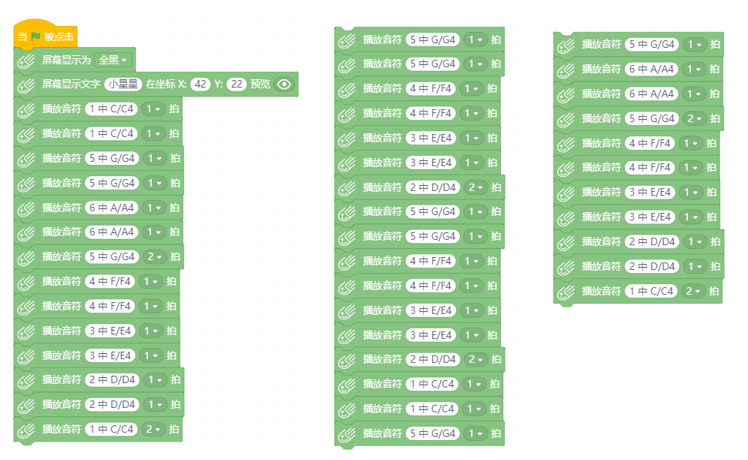 当 被点击
屏幕显示为 全黑
屏幕显示文字 小星星 在坐标 X: 42 Y: 22 预览
播放音符 1 中 C/C4 1 拍
播放音符 1 中 C/C4 1 拍
播放音符 5 中 G/G4 1 拍
播放音符 5 中 G/G4 1 拍
播放音符 6 中 A/A4 1 拍
播放音符 6 中 A/A4 1 拍
播放音符 5 中 G/G4 2 拍
播放音符 4 中 F/F4 1 拍
播放音符 4 中 F/F4 1 拍
播放音符 3 中 E/E4 1 拍
播放音符 3 中 E/E4 1 拍
播放音符 2 中 D/D4 1 拍
播放音符 2 中 D/D4 1 拍
播放音符 1 中 C/C4 2 拍
播放音符 5 中 G/G4 1 拍
播放音符 5 中 G/G4 1 拍
播放音符 4 中 F/F4 1 拍
播放音符 4 中 F/F4 1 拍
播放音符 3 中 E/E4 1 拍
播放音符 3 中 E/E4 1 拍
播放音符 2 中 D/D4 2 拍
播放音符 5 中 G/G4 1 拍
播放音符 5 中 G/G4 1 拍
播放音符 4 中 F/F4 1 拍
播放音符 4 中 F/F4 1 拍
播放音符 3 中 E/E4 1 拍
播放音符 3 中 E/E4 1 拍
播放音符 2 中 D/D4 2 拍
播放音符 1 中 C/C4 1 拍
播放音符 1 中 C/C4 1 拍
播放音符 5 中 G/G4 1 拍
播放音符 5 中 G/G4 1 拍
播放音符 6 中 A/A4 1 拍
播放音符 6 中 A/A4 1 拍
播放音符 5 中 G/G4 2 拍
播放音符 4 中 F/F4 1 拍
播放音符 4 中 F/F4 1 拍
播放音符 3 中 E/E4 1 拍
播放音符 3 中 E/E4 1 拍
播放音符 2 中 D/D4 1 拍
播放音符 2 中 D/D4 1 拍
播放音符 1 中 C/C4 2 拍